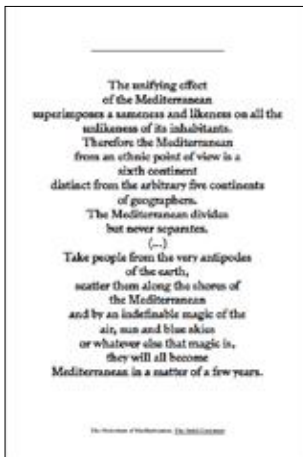 The unifying effect
of the Mediterranean
superimposes a sameness and likeness on all the
unlikeness of its inhabitants.
Therefore the Mediterranean
from an ethnic point of view is a
sixth continent
distinct from the arbitrary five continents
of geographers.
The Mediterranean divides
but never separates.
(...)
Take people from the very antipodes
of the earth,
scatter them along the shores of
the Mediterranean
and by an indefinable magic of the
air, sun and blue skies
or whatever else that magic is,
they will all become
Mediterranean in a matter of a few years.